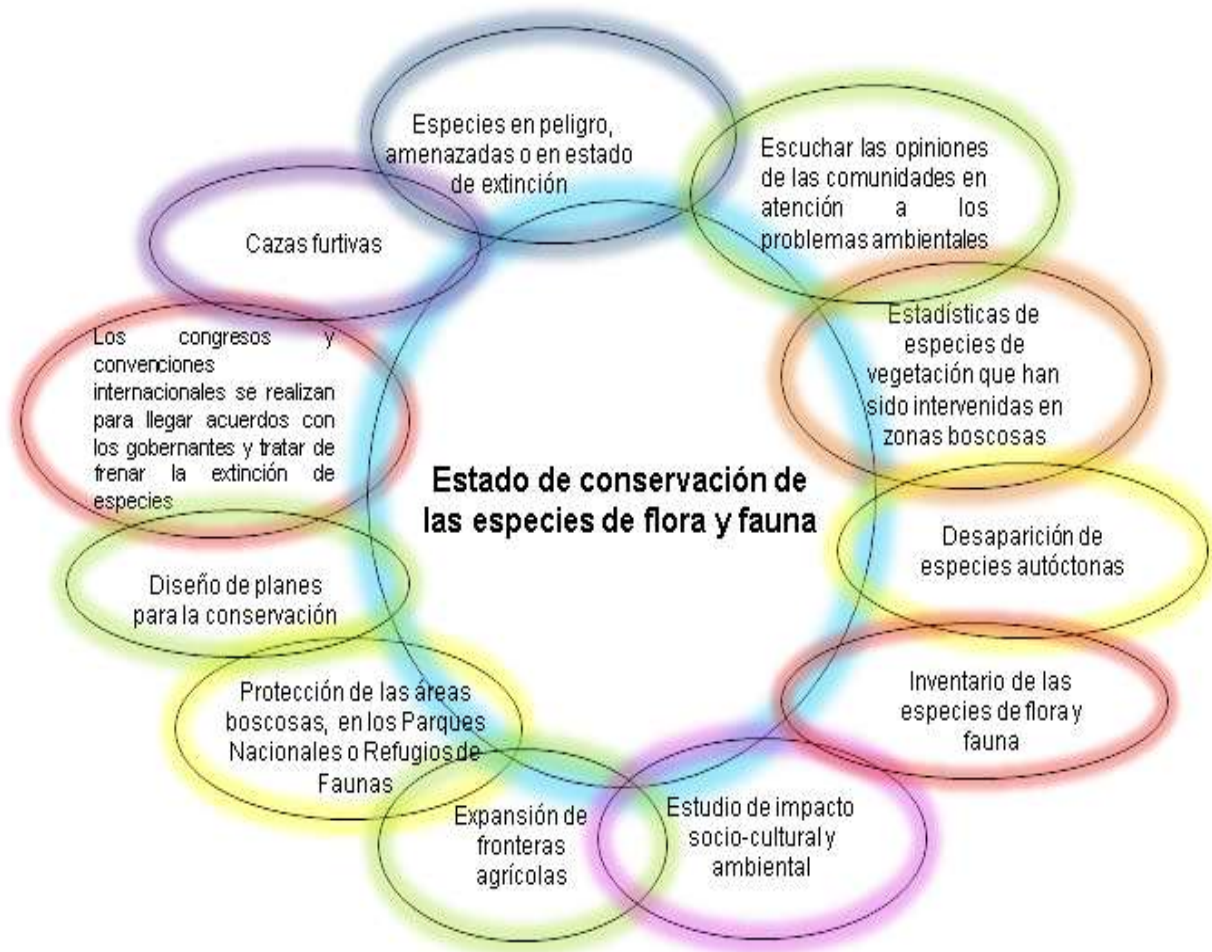 Especies en peligro,
amenazadas o en estado
de extinción
Escuchar las opiniones
de las comunidades en
atención a los
problemas ambientales
Estadísticas de
especies de
vegetación que han
sido intervenidas en
zonas boscosas
Desaparición de
especies autóctonas
Inventario de las
especies de flora y
fauna
Estudio de impacto
socio-cultural y
ambiental
Expansión de
fronteras
agrícolas
Protección de las áreas
boscosas, en los Parques
Nacionales o Refugios de
Faunas
Diseño de planes
para la conservación
Los congresos y
convenciones
internacionales se realizan
para llegar acuerdos con
los gobernantes y tratar de
frenar la extinción de
especies
Cazas furtivas
Estado de conservación de
las especies de flora y fauna